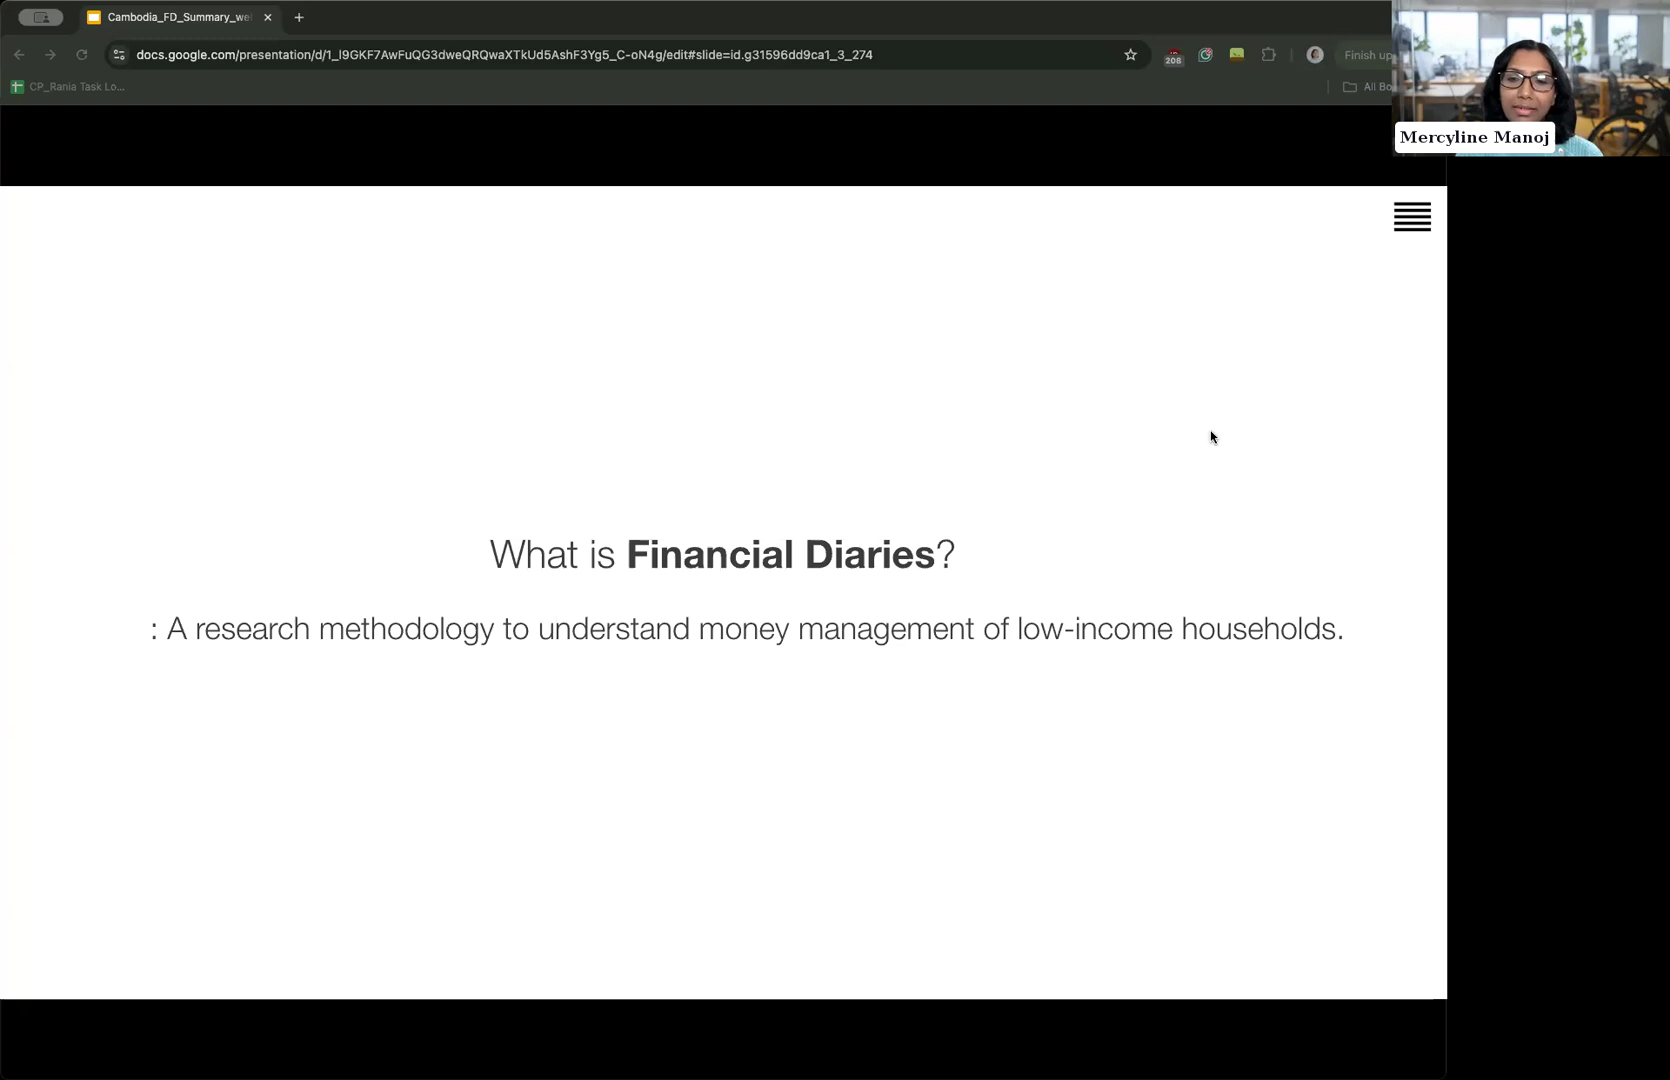 Cambodia_FD_Summary_we
docs.google.com/presentation/d/1_l9GKF7AwFuQG3dweQRQwaXTkUd5AshF3Yg5_C-oN4g/edit#slide=id.g31596dd9ca1_3_274
208
Finish up
CP_Rania Task Lo...
All Bo
Mercyline Manoj
What is Financial Diaries?
: A research methodology to understand money management of low-income households.